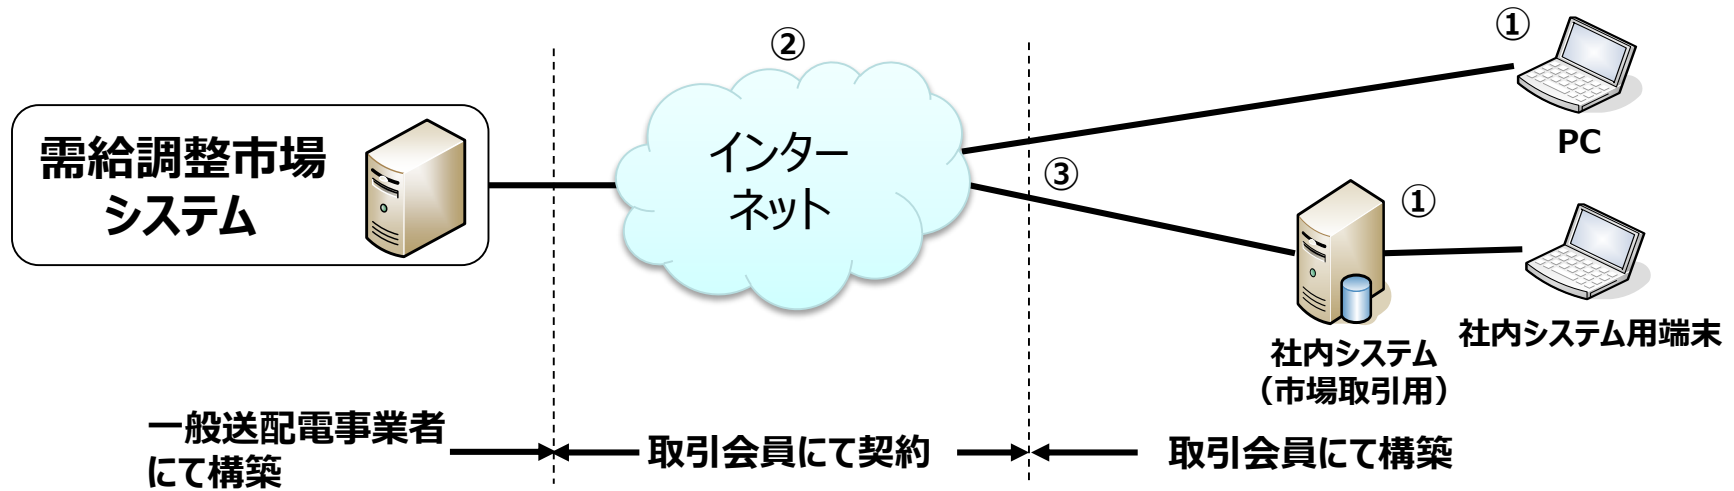 ②
①
需給調整市場
システム
インター
ネット
PC
③
①
社内システム
（市場取引用）
社内システム用端末
一般送配電事業者
にて構築
取引会員にて契約
取引会員にて構築